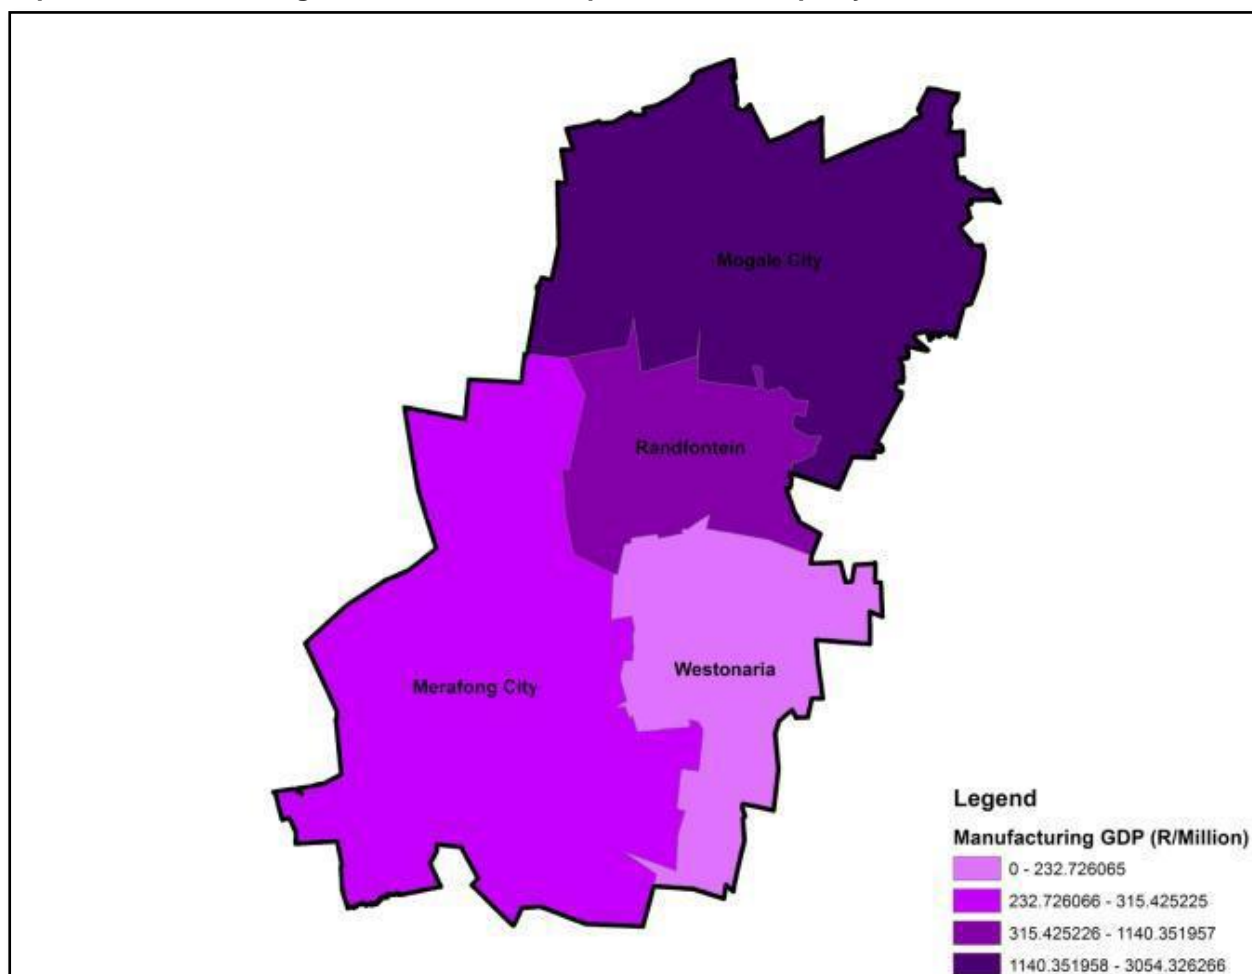 Mogale City
Randfontein
Westonaria
Merafong City
Legend
Manufacturing GDP (R/Million)
0 - 232.726065
232.726066 - 315.425225
315.425226 - 1140.351957
1140.351958 - 3054.326266